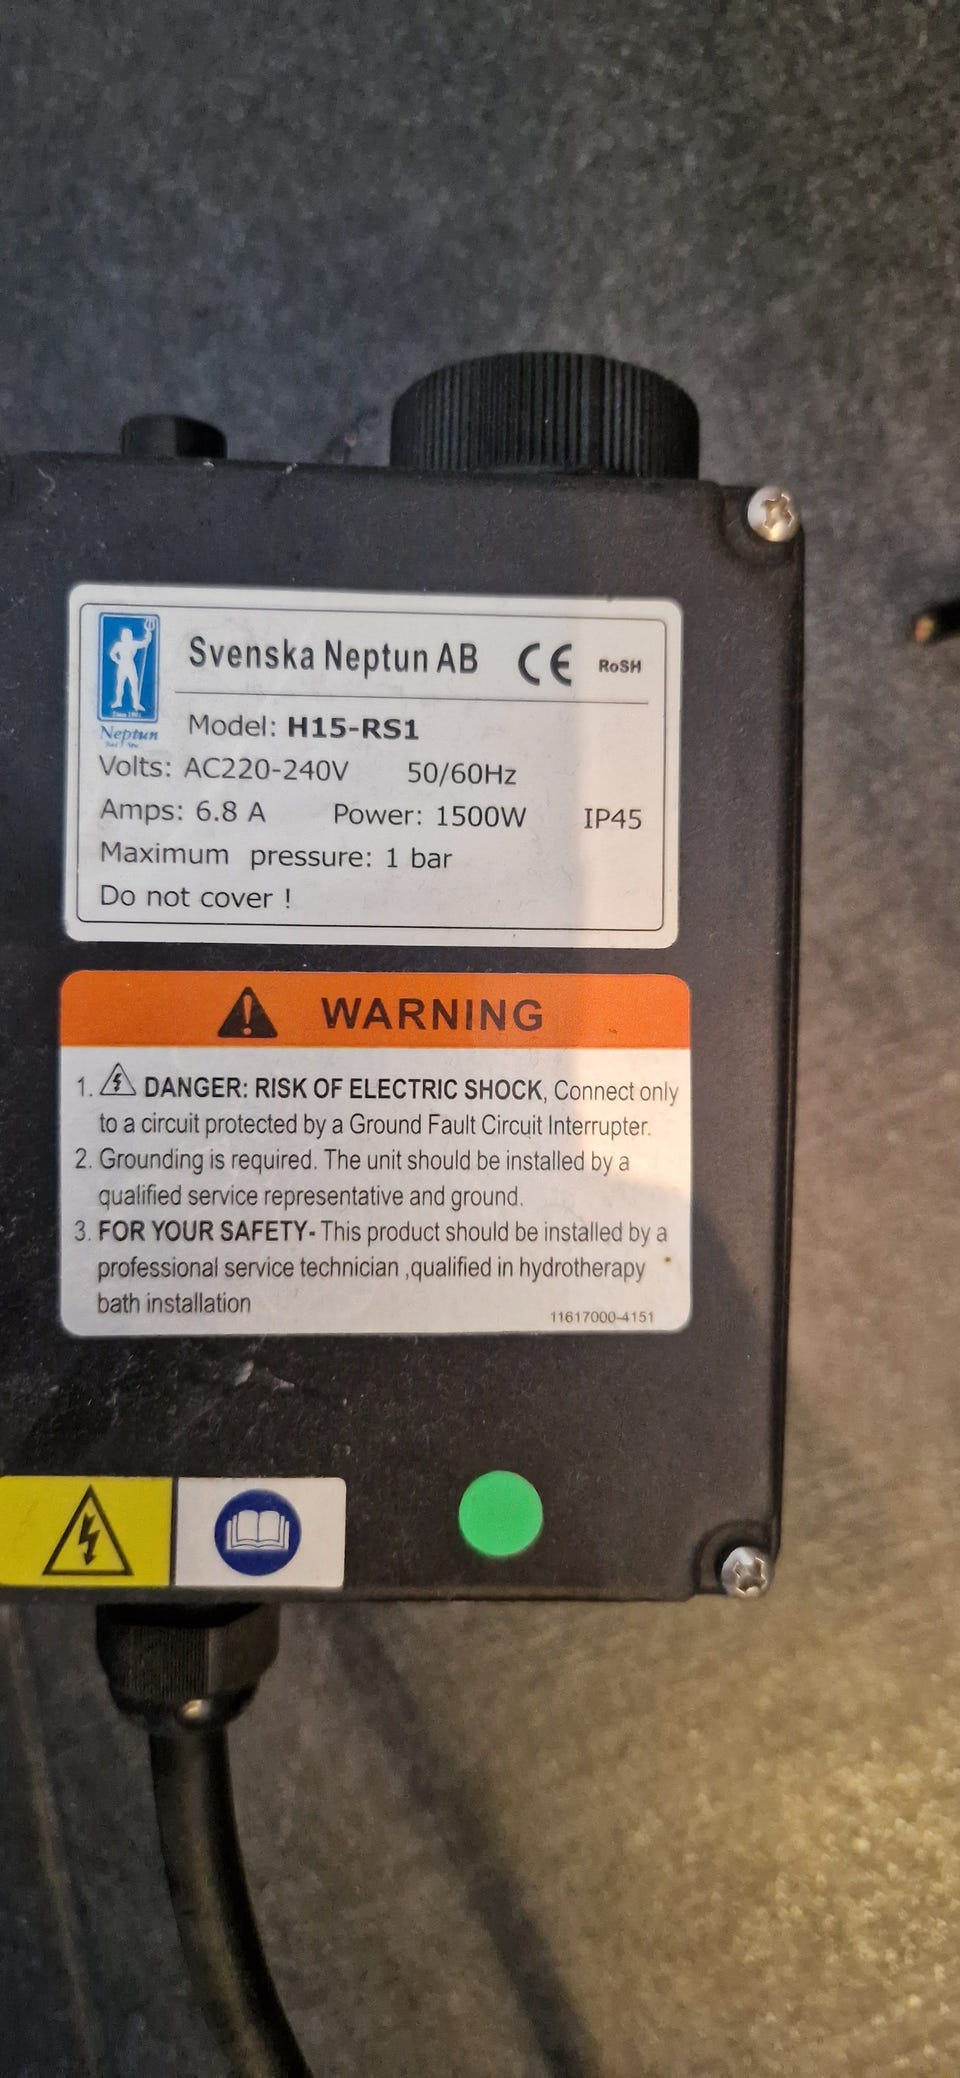 Svenska Neptun AB CE RoSH
Neptun
Model: H15-RS1
Volts: AC220-240V 50/60Hz
Amps: 6.8 A Power: 1500W IP45
Maximum pressure: 1 bar
Do not cover !
WARNING
1. DANGER: RISK OF ELECTRIC SHOCK, Connect only
to a circuit protected by a Ground Fault Circuit Interrupter.
2. Grounding is required. The unit should be installed by a
qualified service representative and ground.
3. FOR YOUR SAFETY- This product should be installed by a
professional service technician ,qualified in hydrotherapy
bath installation
11617000-4151